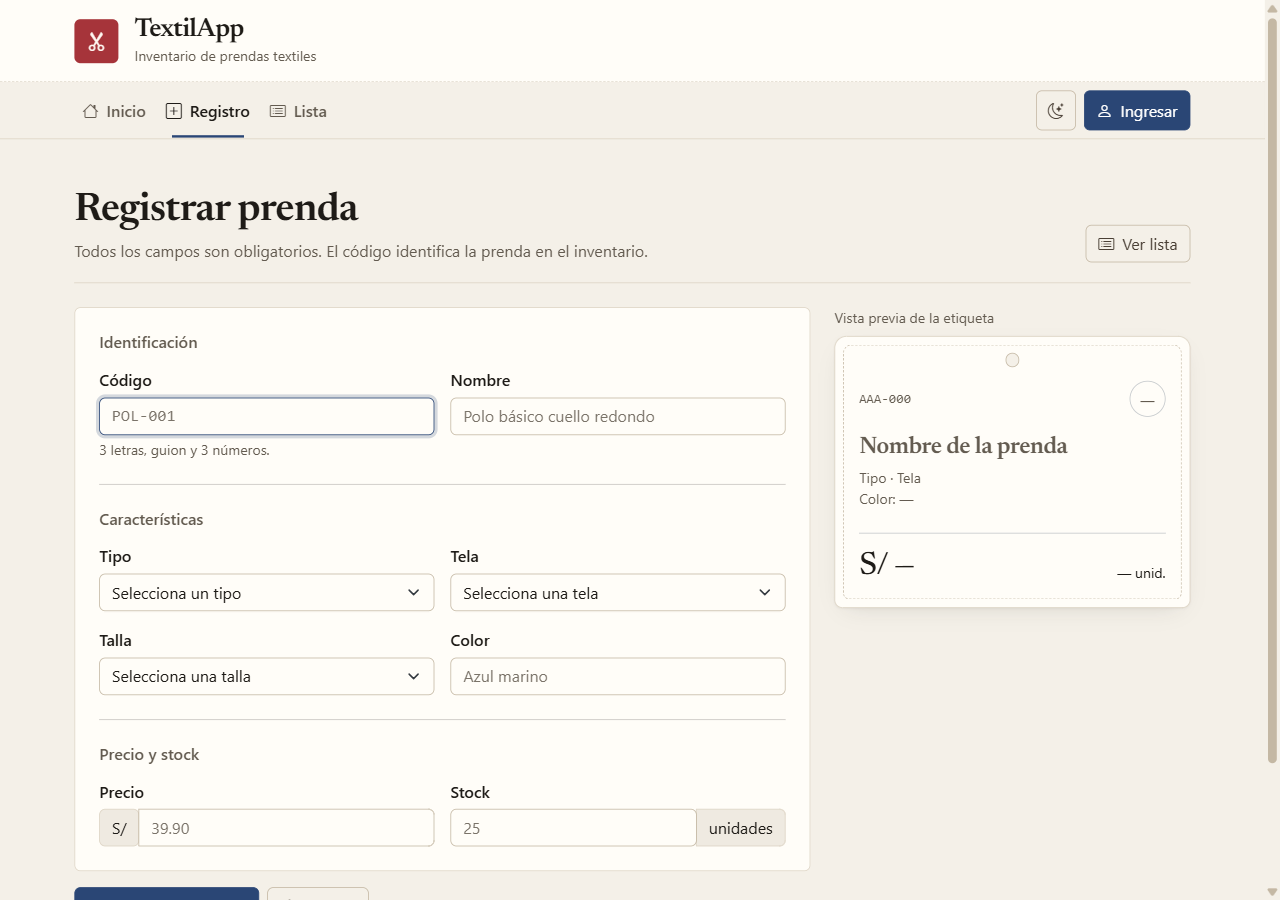 TextilApp
Inventario de prendas textiles
Inicio
Registro
Lista
Ingresar
Registrar prenda
Todos los campos son obligatorios. El código identifica la prenda en el inventario.
Ver lista
Identificación
Código
Nombre
POL-001
Polo básico cuello redondo
3 letras, guion y 3 números.
Características
Tipo
Tela
Selecciona un tipo
Selecciona una tela
Talla
Color
Selecciona una talla
Azul marino
Precio y stock
Precio
Stock
S/
39.90
25
unidades
Vista previa de la etiqueta
AAA-000
—
Nombre de la prenda
Tipo · Tela
Color: —
S/ —
— unid.